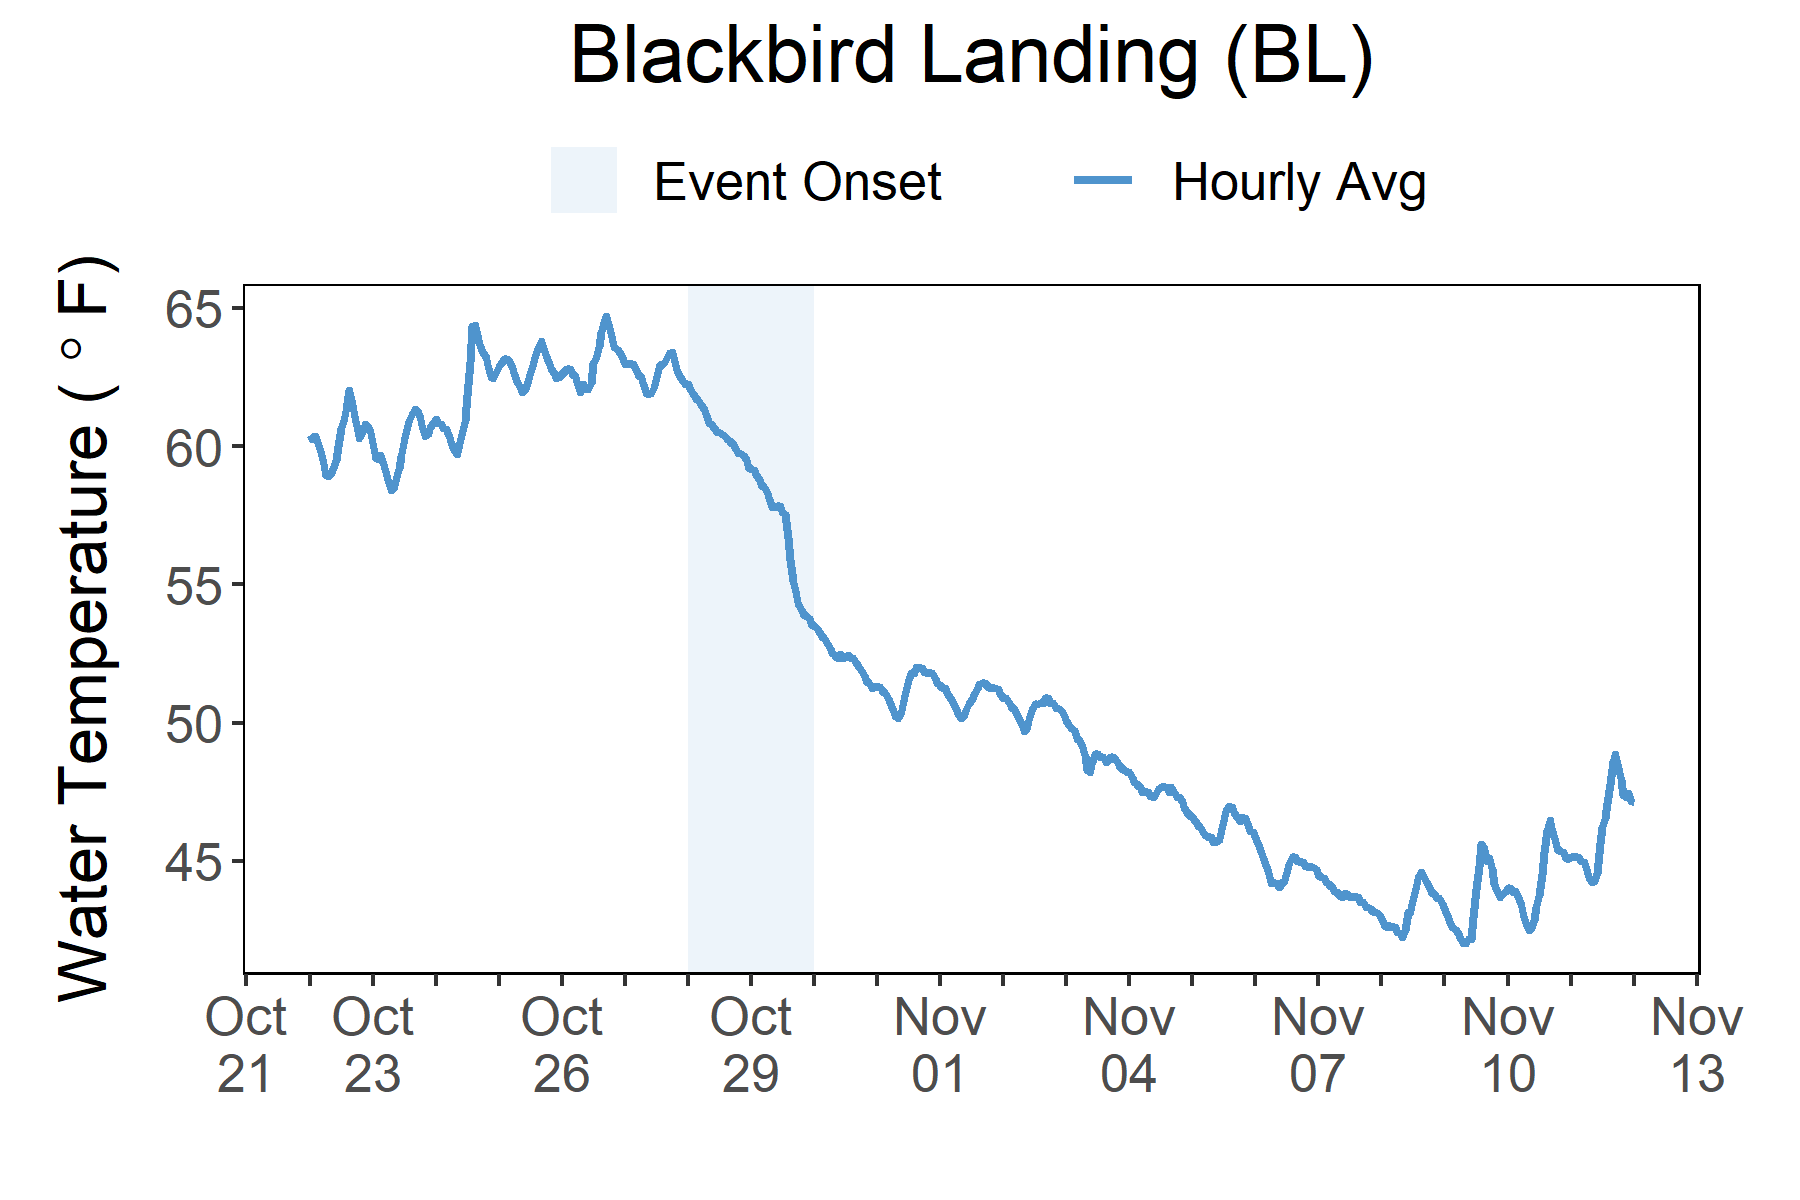 Blackbird Landing (BL)
Event Onset
Hourly Avg
Water Temperature ( ° F)
65
60
55
50
45
Oct 21
Oct 23
Oct 26
Oct 29
Nov 01
Nov 04
Nov 07
Nov 10
Nov 13